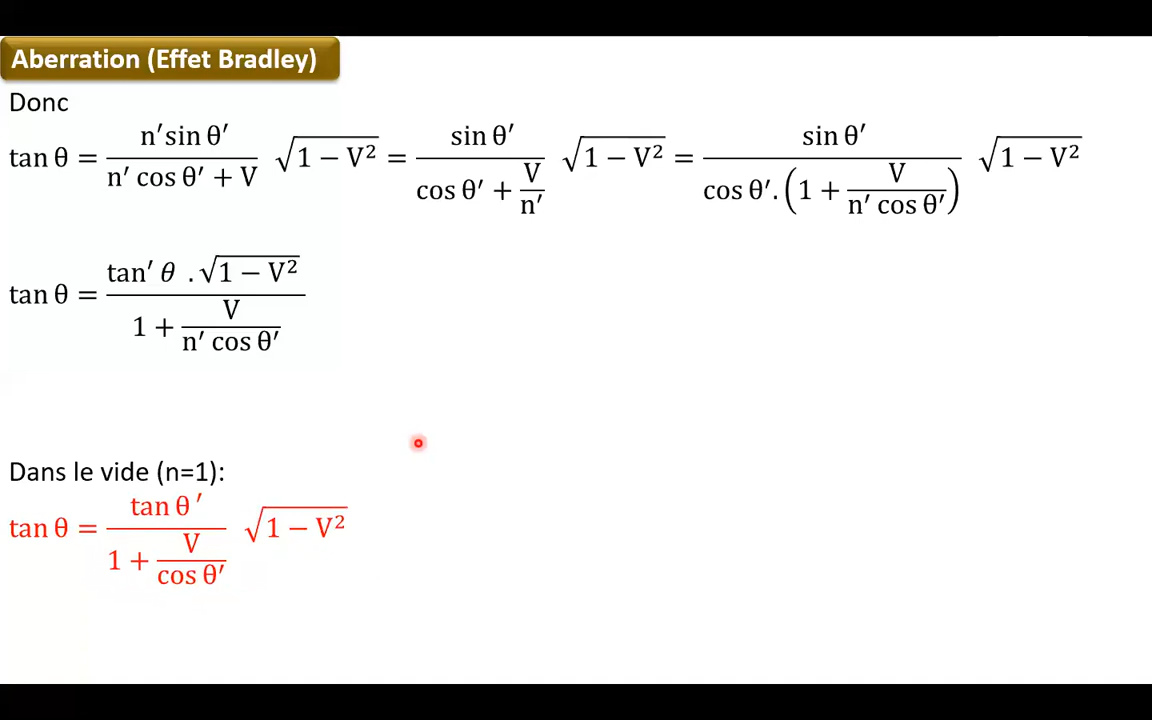 Aberration (Effet Bradley)
Donc
tan θ = n′sin θ′ / (n′ cos θ′ + V) √(1 − V²) = sin θ′ / (cos θ′ + V/n′) √(1 − V²) = sin θ′ / (cos θ′.(1 + V/(n′ cos θ′))) √(1 − V²)
tan θ = tan′ θ .√(1 − V²) / (1 + V/(n′ cos θ′))
Dans le vide (n=1):
tan θ = tan θ ′ / (1 + V/cos θ′) √(1 − V²)